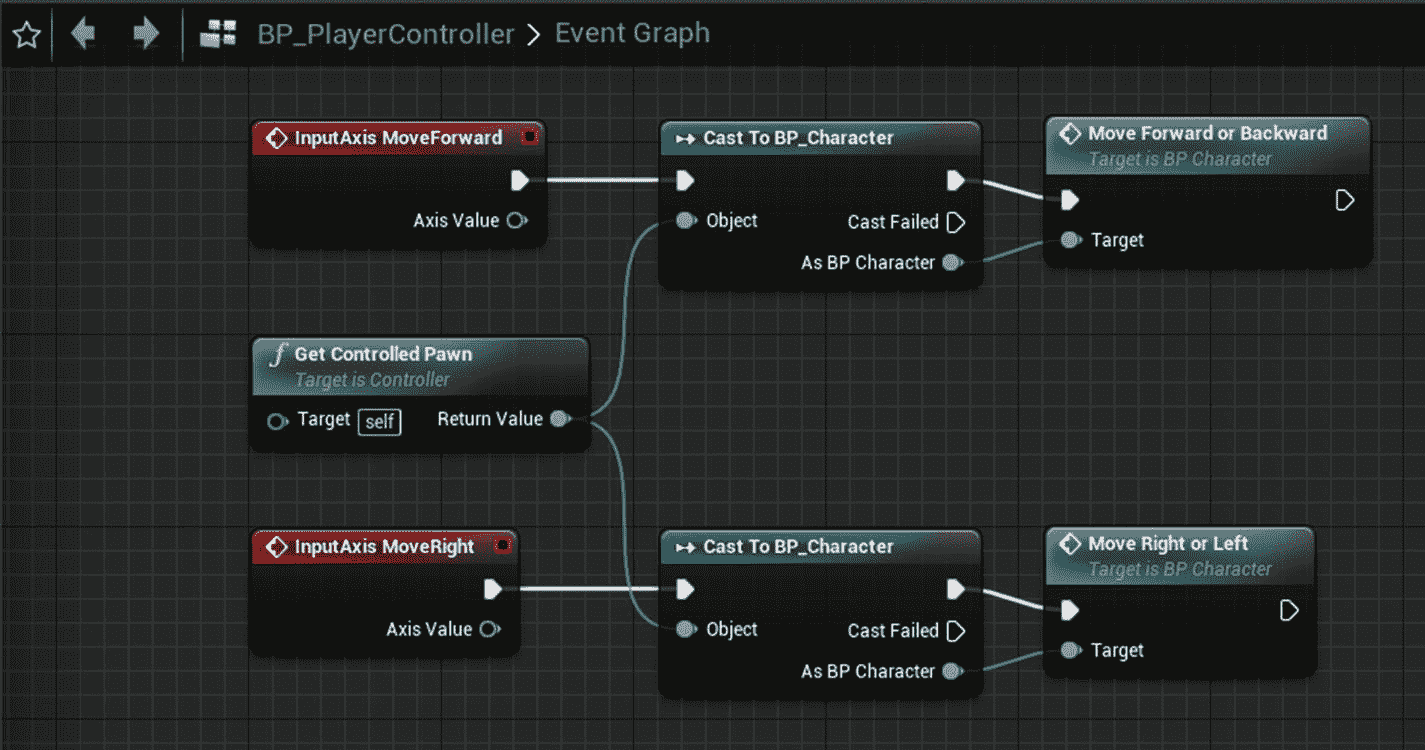 BP_PlayerController > Event Graph
InputAxis MoveForward
Axis Value
Cast To BP_Character
Object
Cast Failed
As BP Character
Move Forward or Backward
Target is BP Character
Target
f Get Controlled Pawn
Target is Controller
Target self Return Value
InputAxis MoveRight
Axis Value
Cast To BP_Character
Object
Cast Failed
As BP Character
Move Right or Left
Target is BP Character
Target